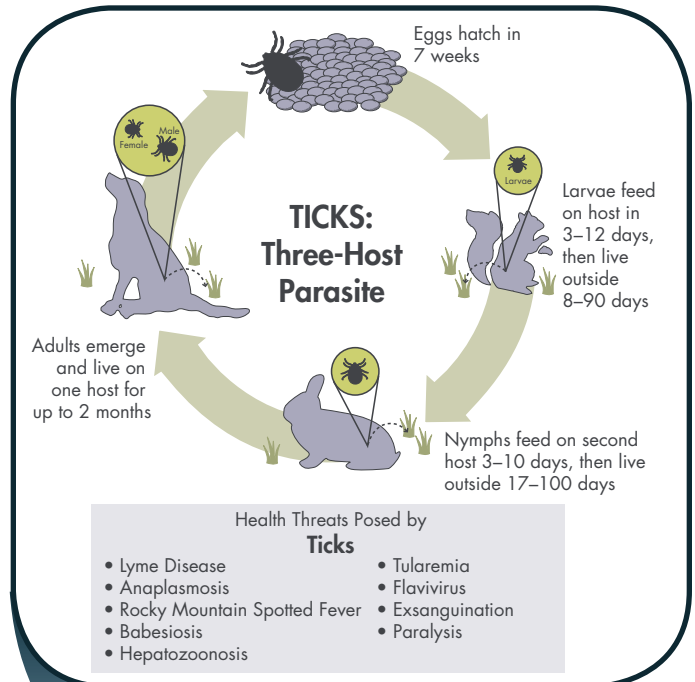 Eggs hatch in
7 weeks
Female
Male
Larvae
TICKS:
Three-Host
Parasite
Larvae feed
on host in
3–12 days,
then live
outside
8–90 days
Adults emerge
and live on
one host for
up to 2 months
Nymphs feed on second
host 3–10 days, then live
outside 17–100 days
Health Threats Posed by
Ticks
• Lyme Disease
• Anaplasmosis
• Rocky Mountain Spotted Fever
• Babesiosis
• Hepatozoonosis
• Tularemia
• Flavivirus
• Exsanguination
• Paralysis